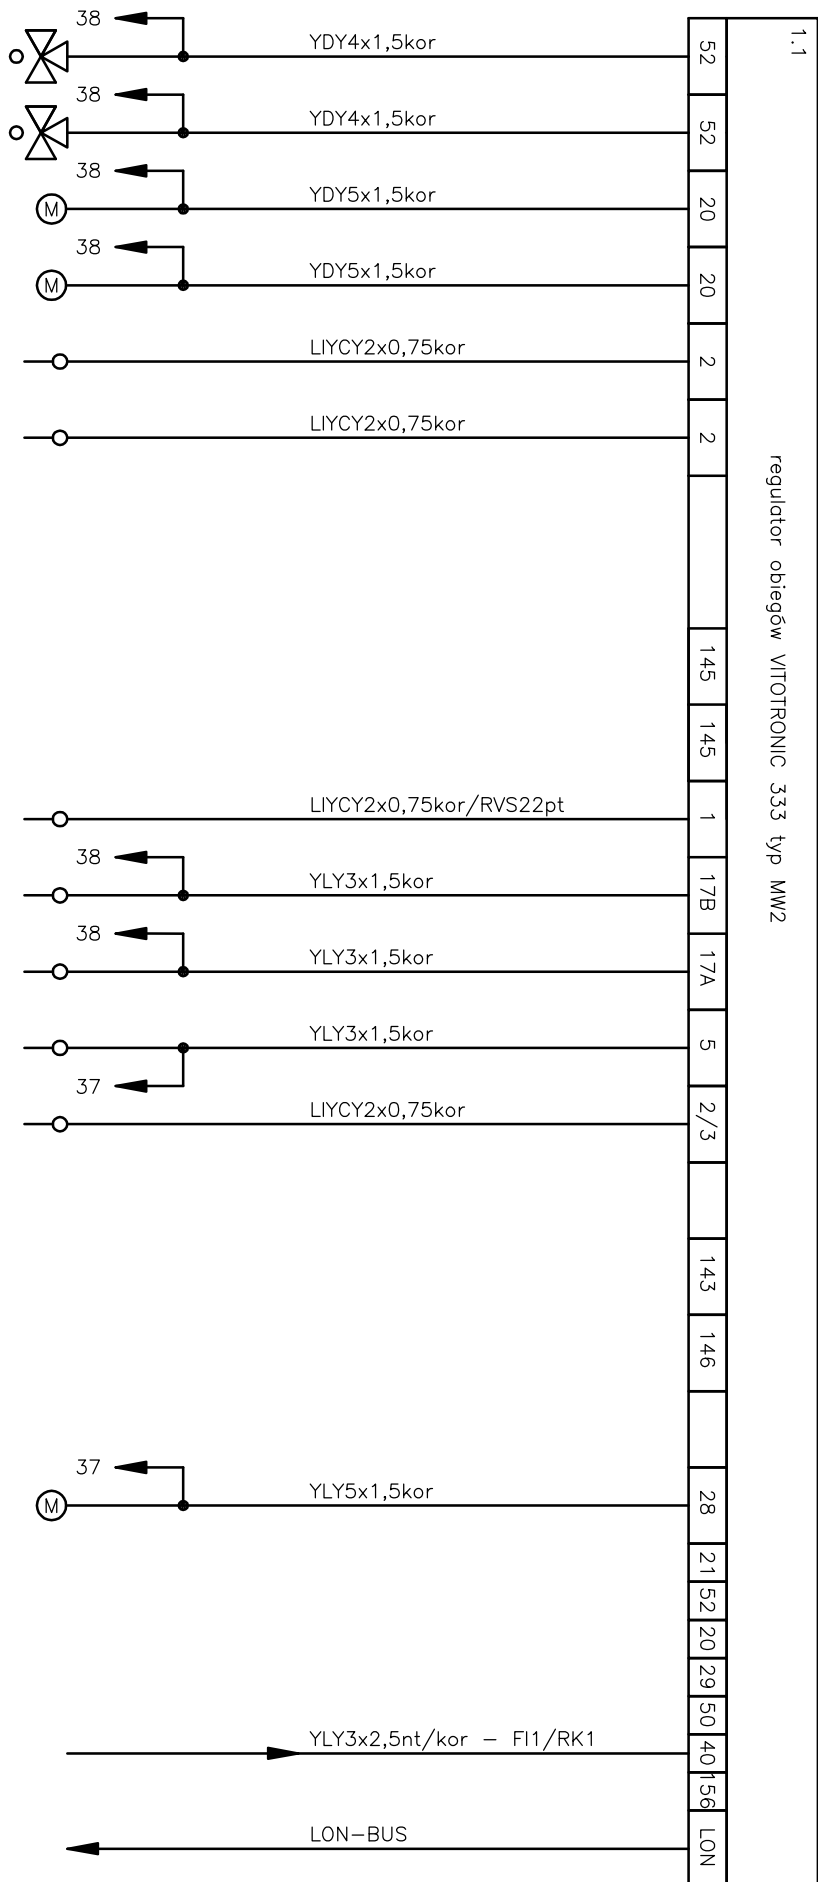 1.1
regulator obiegów VITOTRONIC 333 typ MW2
38
YDY4x1,5kor
52
38
YDY4x1,5kor
52
38
M
YDY5x1,5kor
20
38
M
YDY5x1,5kor
20
LIYCY2x0,75kor
2
LIYCY2x0,75kor
2
145
145
LIYCY2x0,75kor/RVS22pt
1
38
YLY3x1,5kor
17B
38
YLY3x1,5kor
17A
YLY3x1,5kor
5
37
LIYCY2x0,75kor
2/3
143
146
37
M
YLY5x1,5kor
28
21
52
20
29
50
YLY3x2,5nt/kor – FI1/RK1
40
156
LON-BUS
LON